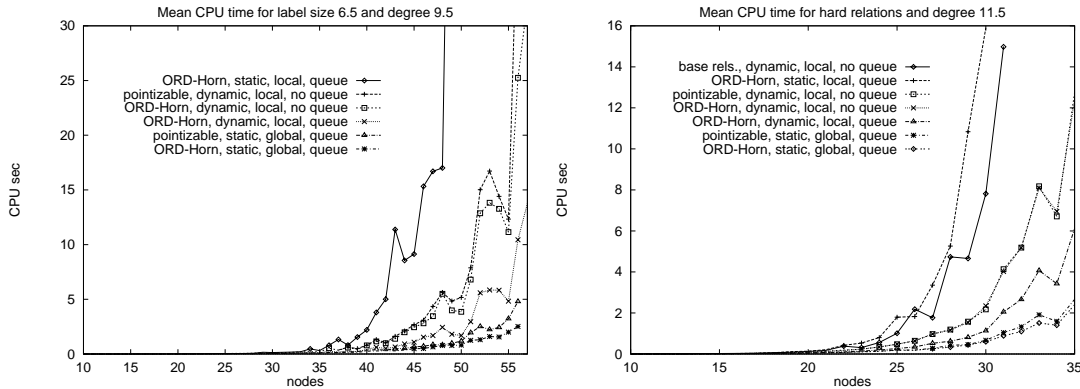 Mean CPU time for label size 6.5 and degree 9.5
30
25
20
15
10
5
0
CPU sec
ORD-Horn, static, local, queue
pointizable, dynamic, local, no queue
ORD-Horn, dynamic, local, no queue
ORD-Horn, dynamic, local, queue
pointizable, static, global, queue
ORD-Horn, static, global, queue
10 15 20 25 30 35 40 45 50 55
nodes
Mean CPU time for hard relations and degree 11.5
16
14
12
10
8
6
4
2
0
CPU sec
base rels., dynamic, local, no queue
ORD-Horn, static, local, queue
pointizable, dynamic, local, no queue
ORD-Horn, dynamic, local, no queue
ORD-Horn, dynamic, local, queue
pointizable, static, global, queue
ORD-Horn, static, global, queue
10 15 20 25 30 35
nodes